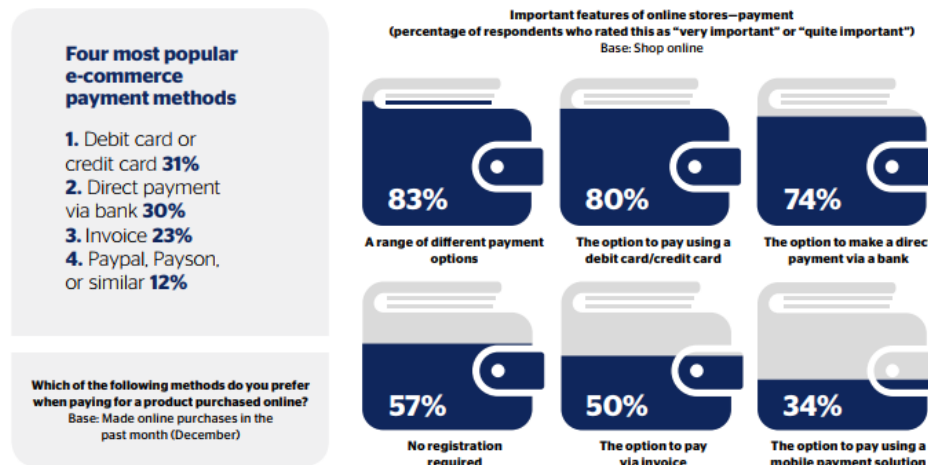 Four most popular
e-commerce
payment methods
1. Debit card or
credit card 31%
2. Direct payment
via bank 30%
3. Invoice 23%
4. Paypal, Payson,
or similar 12%
Which of the following methods do you prefer
when paying for a product purchased online?
Base: Made online purchases in the
past month (December)
Important features of online stores—payment
(percentage of respondents who rated this as “very important” or “quite important”)
Base: Shop online
83%
A range of different payment
options
80%
The option to pay using a
debit card/credit card
74%
The option to make a direc
payment via a bank
57%
No registration
required
50%
The option to pay
via invoice
34%
The option to pay using a
mobile payment solution